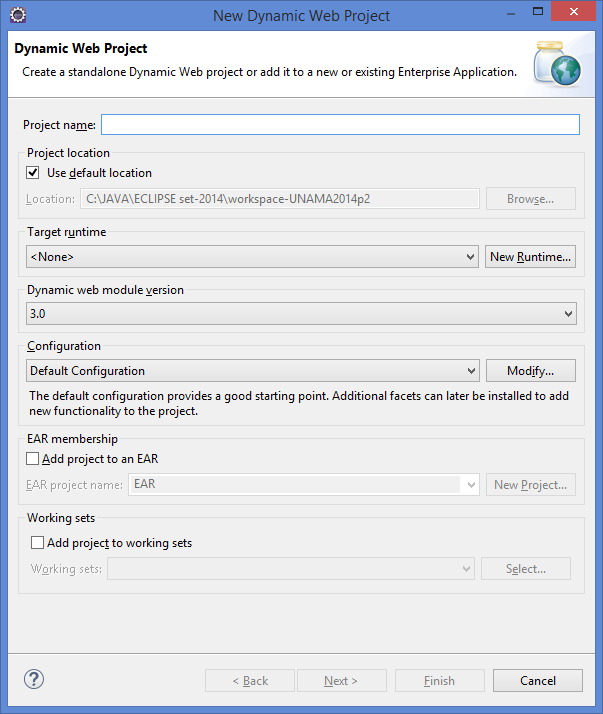 New Dynamic Web Project
Dynamic Web Project
Create a standalone Dynamic Web project or add it to a new or existing Enterprise Application.
Project name:
Project location
Use default location
Location: C:\JAVA\ECLIPSE set-2014\workspace-UNAMA2014p2 Browse...
Target runtime
<None> New Runtime...
Dynamic web module version
3.0
Configuration
Default Configuration Modify...
The default configuration provides a good starting point. Additional facets can later be installed to add
new functionality to the project.
EAR membership
Add project to an EAR
EAR project name: EAR New Project...
Working sets
Add project to working sets
Working sets: Select...
? < Back Next > Finish Cancel